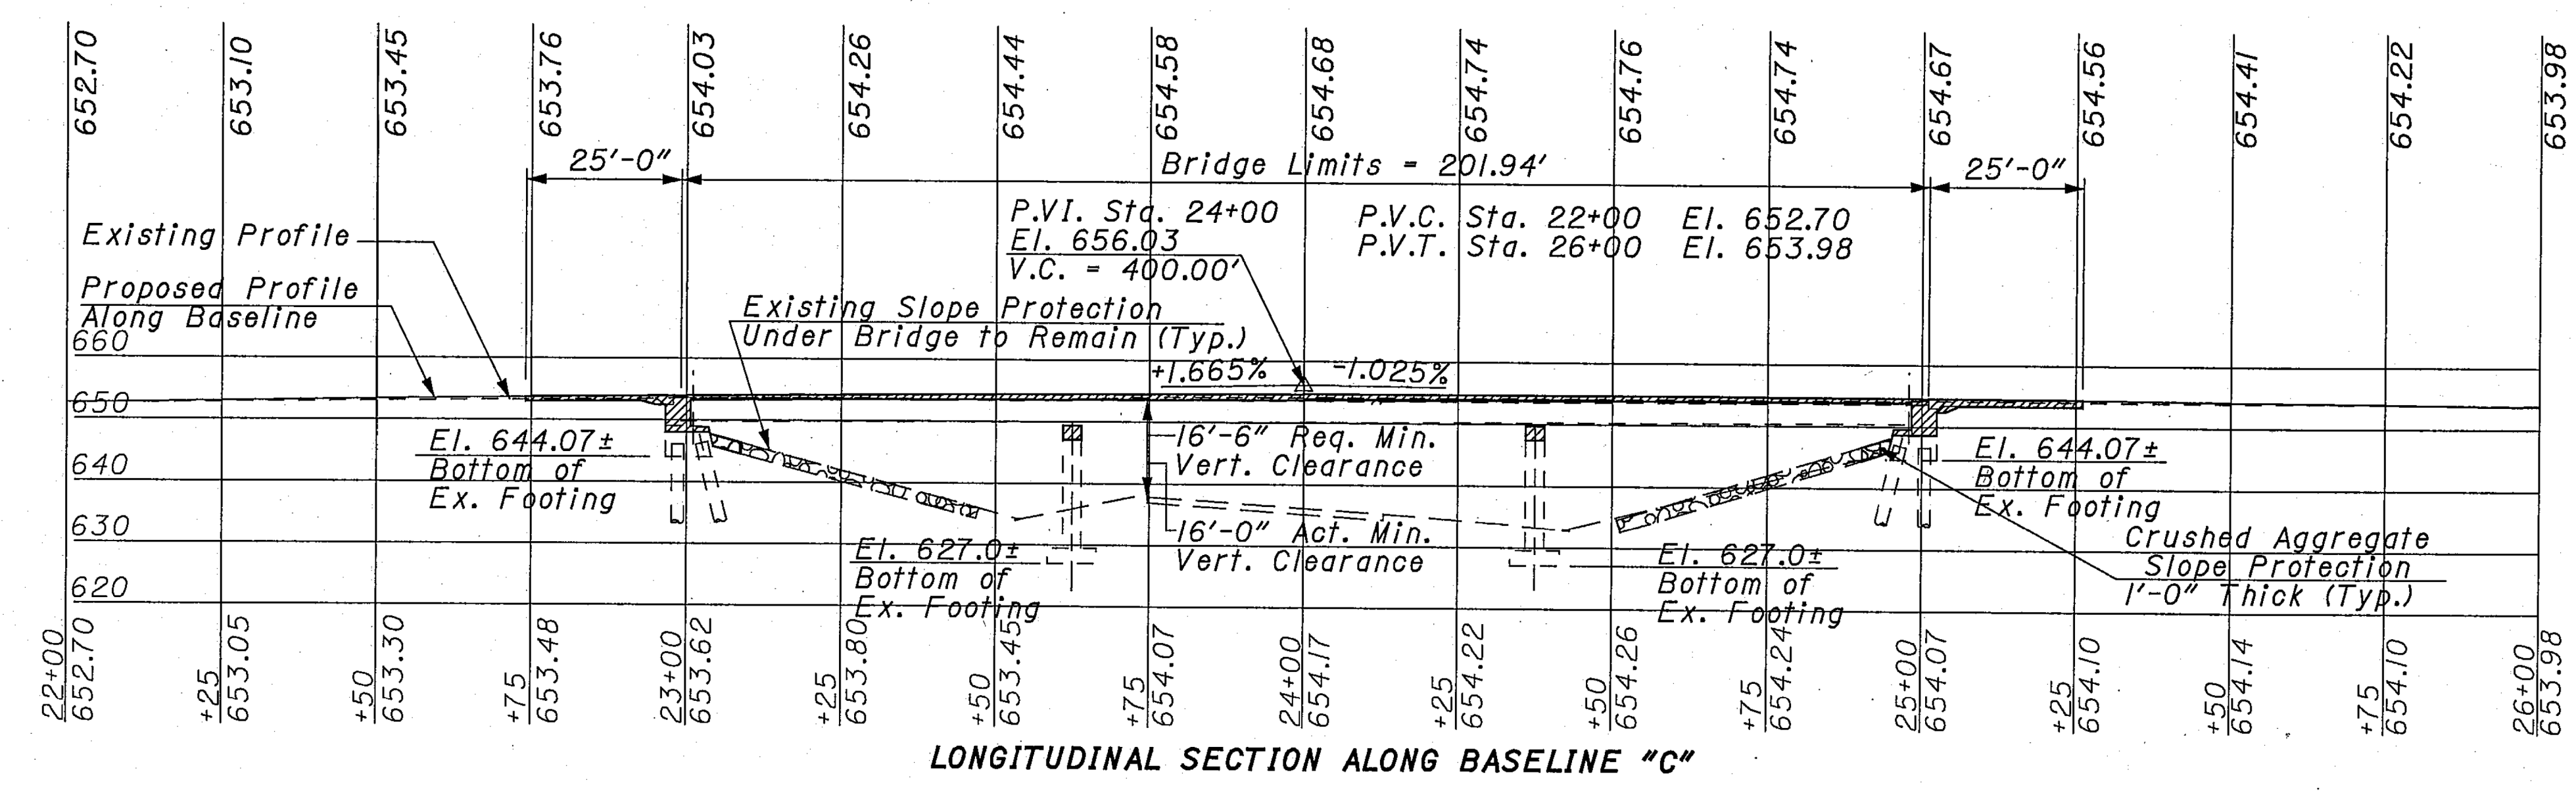 652.70
653.10
653.45
653.76
654.03
654.26
654.44
654.58
654.68
654.74
654.76
654.74
654.67
654.56
654.41
654.22
653.98
25'-0"
Bridge Limits = 201.94'
25'-0"
P.VI. Sta. 24+00
El. 656.03
V.C. = 400.00'
P.V.C. Sta. 22+00 El. 652.70
P.V.T. Sta. 26+00 El. 653.98
Existing Profile
Proposed Profile
Along Baseline
Existing Slope Protection
Under Bridge to Remain (Typ.)
+1.665% -1.025%
660
650
640
630
620
El. 644.07±
Bottom of
Ex. Footing
16'-6" Req. Min.
Vert. Clearance
16'-0" Act. Min.
Vert. Clearance
El. 627.0±
Bottom of
Ex. Footing
El. 627.0±
Bottom of
Ex. Footing
El. 644.07±
Bottom of
Ex. Footing
Crushed Aggregate
Slope Protection
1'-0" Thick (Typ.)
22+00
652.70
+25
653.05
+50
653.30
+75
653.48
23+00
653.62
+25
653.80
+50
653.45
+75
654.07
24+00
654.17
+25
654.22
+50
654.26
+75
654.24
25+00
654.07
+25
654.10
+50
654.14
+75
654.10
26+00
653.98
LONGITUDINAL SECTION ALONG BASELINE "C"